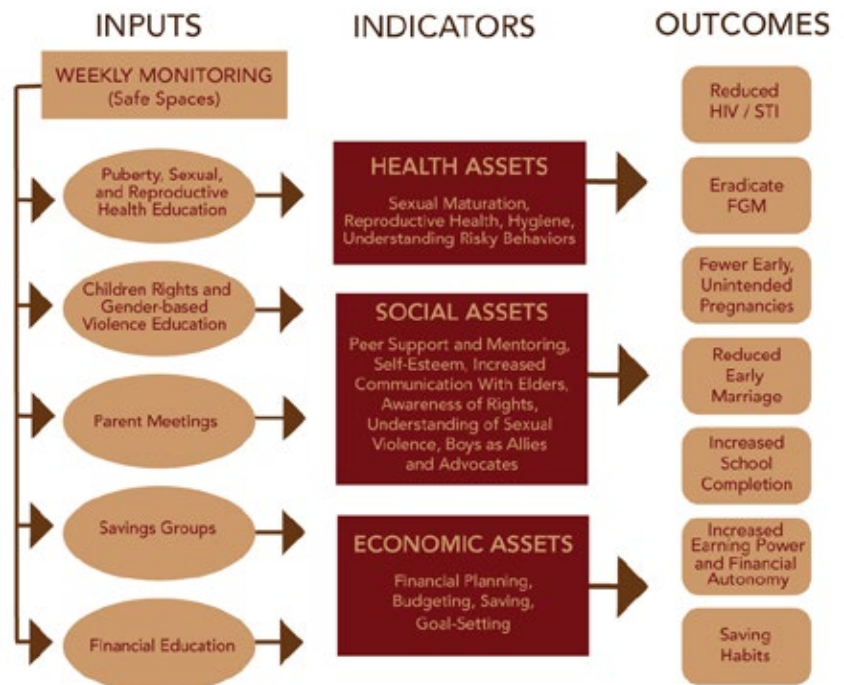 INPUTS
INDICATORS
OUTCOMES
WEEKLY MONITORING
(Safe Spaces)
Puberty, Sexual,
and Reproductive
Health Education
Children Rights and
Gender-based
Violence Education
Parent Meetings
Savings Groups
Financial Education
HEALTH ASSETS
Sexual Maturation,
Reproductive Health, Hygiene,
Understanding Risky Behaviors
SOCIAL ASSETS
Peer Support and Mentoring,
Self-Esteem, Increased
Communication With Elders,
Awareness of Rights,
Understanding of Sexual
Violence, Boys as Allies
and Advocates
ECONOMIC ASSETS
Financial Planning,
Budgeting, Saving,
Goal-Setting
Reduced
HIV / STI
Eradicate
FGM
Fewer Early,
Unintended
Pregnancies
Reduced
Early
Marriage
Increased
School
Completion
Increased
Earning Power
and Financial
Autonomy
Saving
Habits